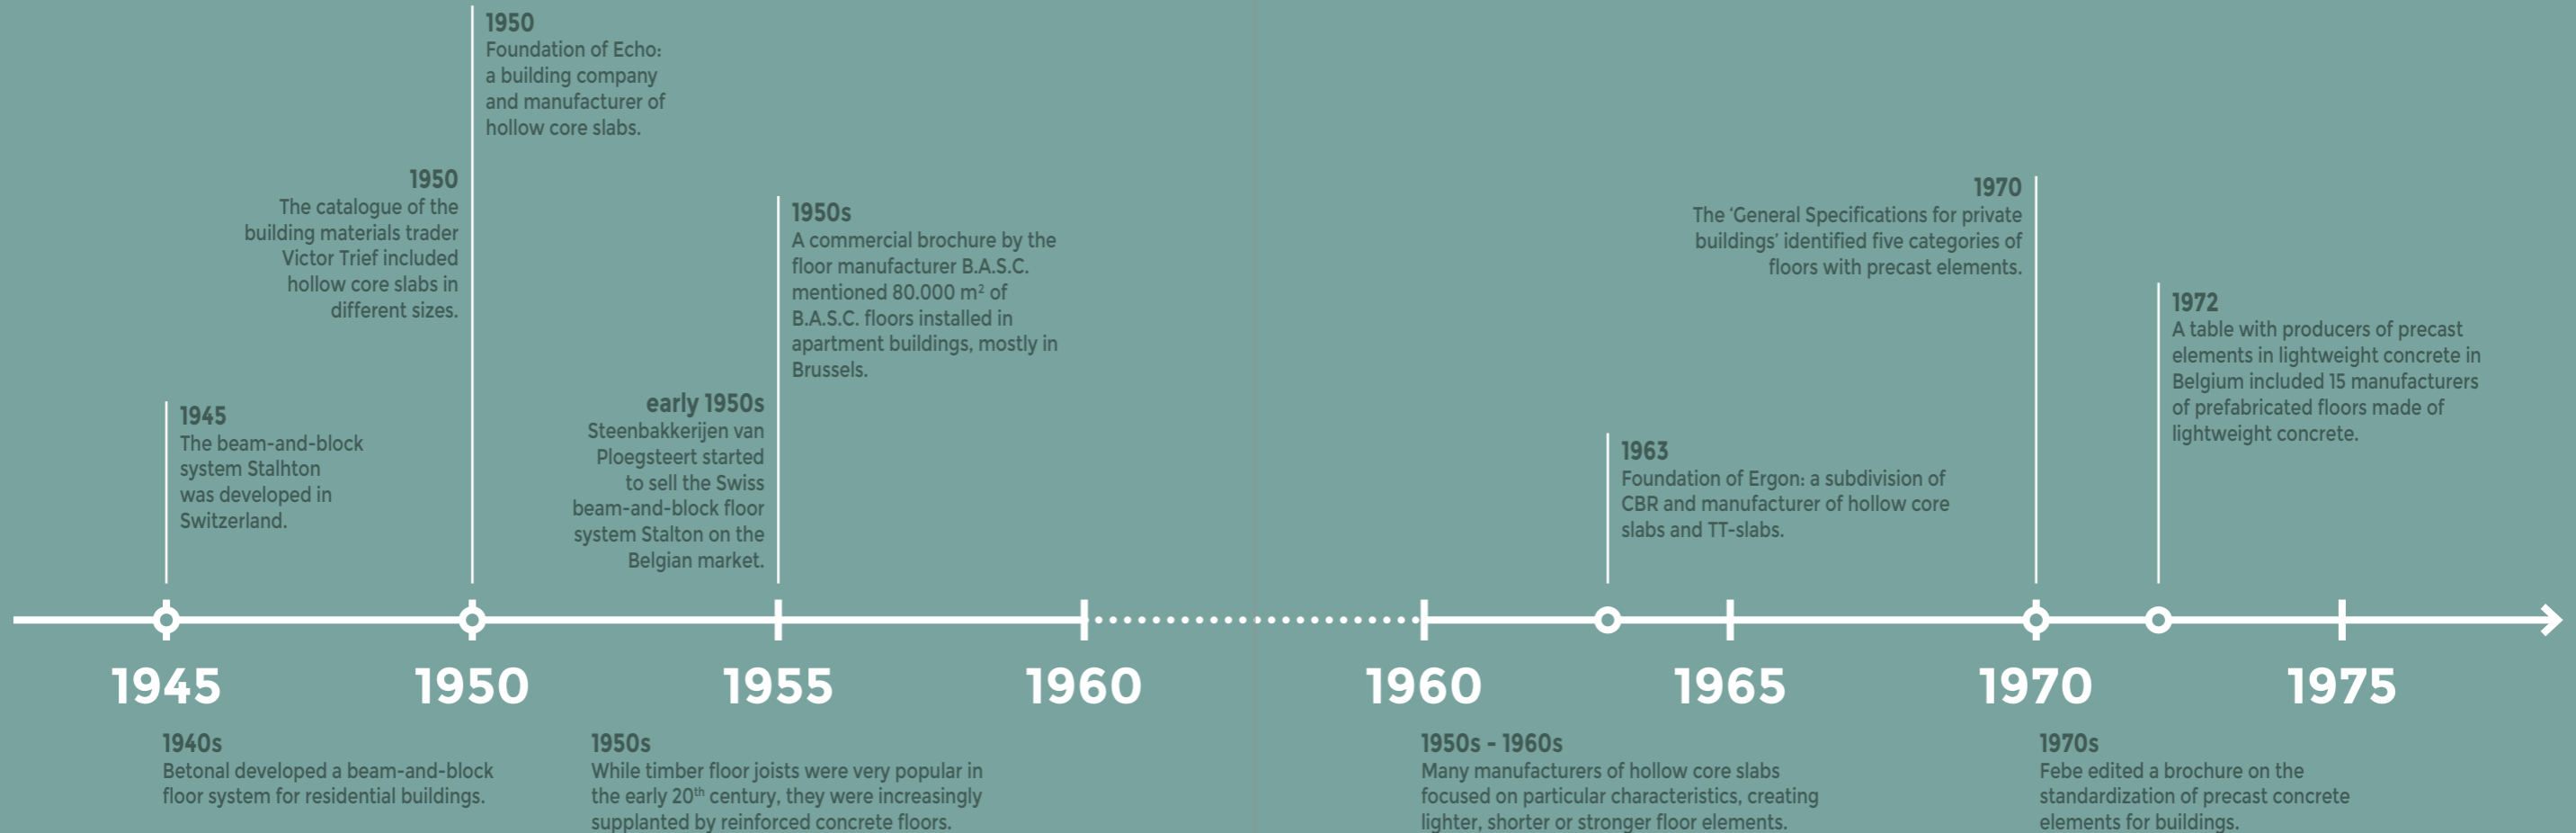 1950
Foundation of Echo:
a building company
and manufacturer of
hollow core slabs.
1950
The catalogue of the
building materials trader
Victor Trief included
hollow core slabs in
different sizes.
1945
The beam-and-block
system Stalhton
was developed in
Switzerland.
early 1950s
Steenbakkerijen van
Ploegsteert started
to sell the Swiss
beam-and-block floor
system Stalton on the
Belgian market.
1950s
A commercial brochure by the
floor manufacturer B.A.S.C.
mentioned 80.000 m² of
B.A.S.C. floors installed in
apartment buildings, mostly in
Brussels.
1963
Foundation of Ergon: a subdivision of
CBR and manufacturer of hollow core
slabs and TT-slabs.
1970
The ‘General Specifications for private
buildings’ identified five categories of
floors with precast elements.
1972
A table with producers of precast
elements in lightweight concrete in
Belgium included 15 manufacturers
of prefabricated floors made of
lightweight concrete.
1945
1950
1955
1960
1960
1965
1970
1975
1940s
Betonal developed a beam-and-block
floor system for residential buildings.
1950s
While timber floor joists were very popular in
the early 20th century, they were increasingly
supplanted by reinforced concrete floors.
1950s - 1960s
Many manufacturers of hollow core slabs
focused on particular characteristics, creating
lighter, shorter or stronger floor elements.
1970s
Febe edited a brochure on the
standardization of precast concrete
elements for buildings.